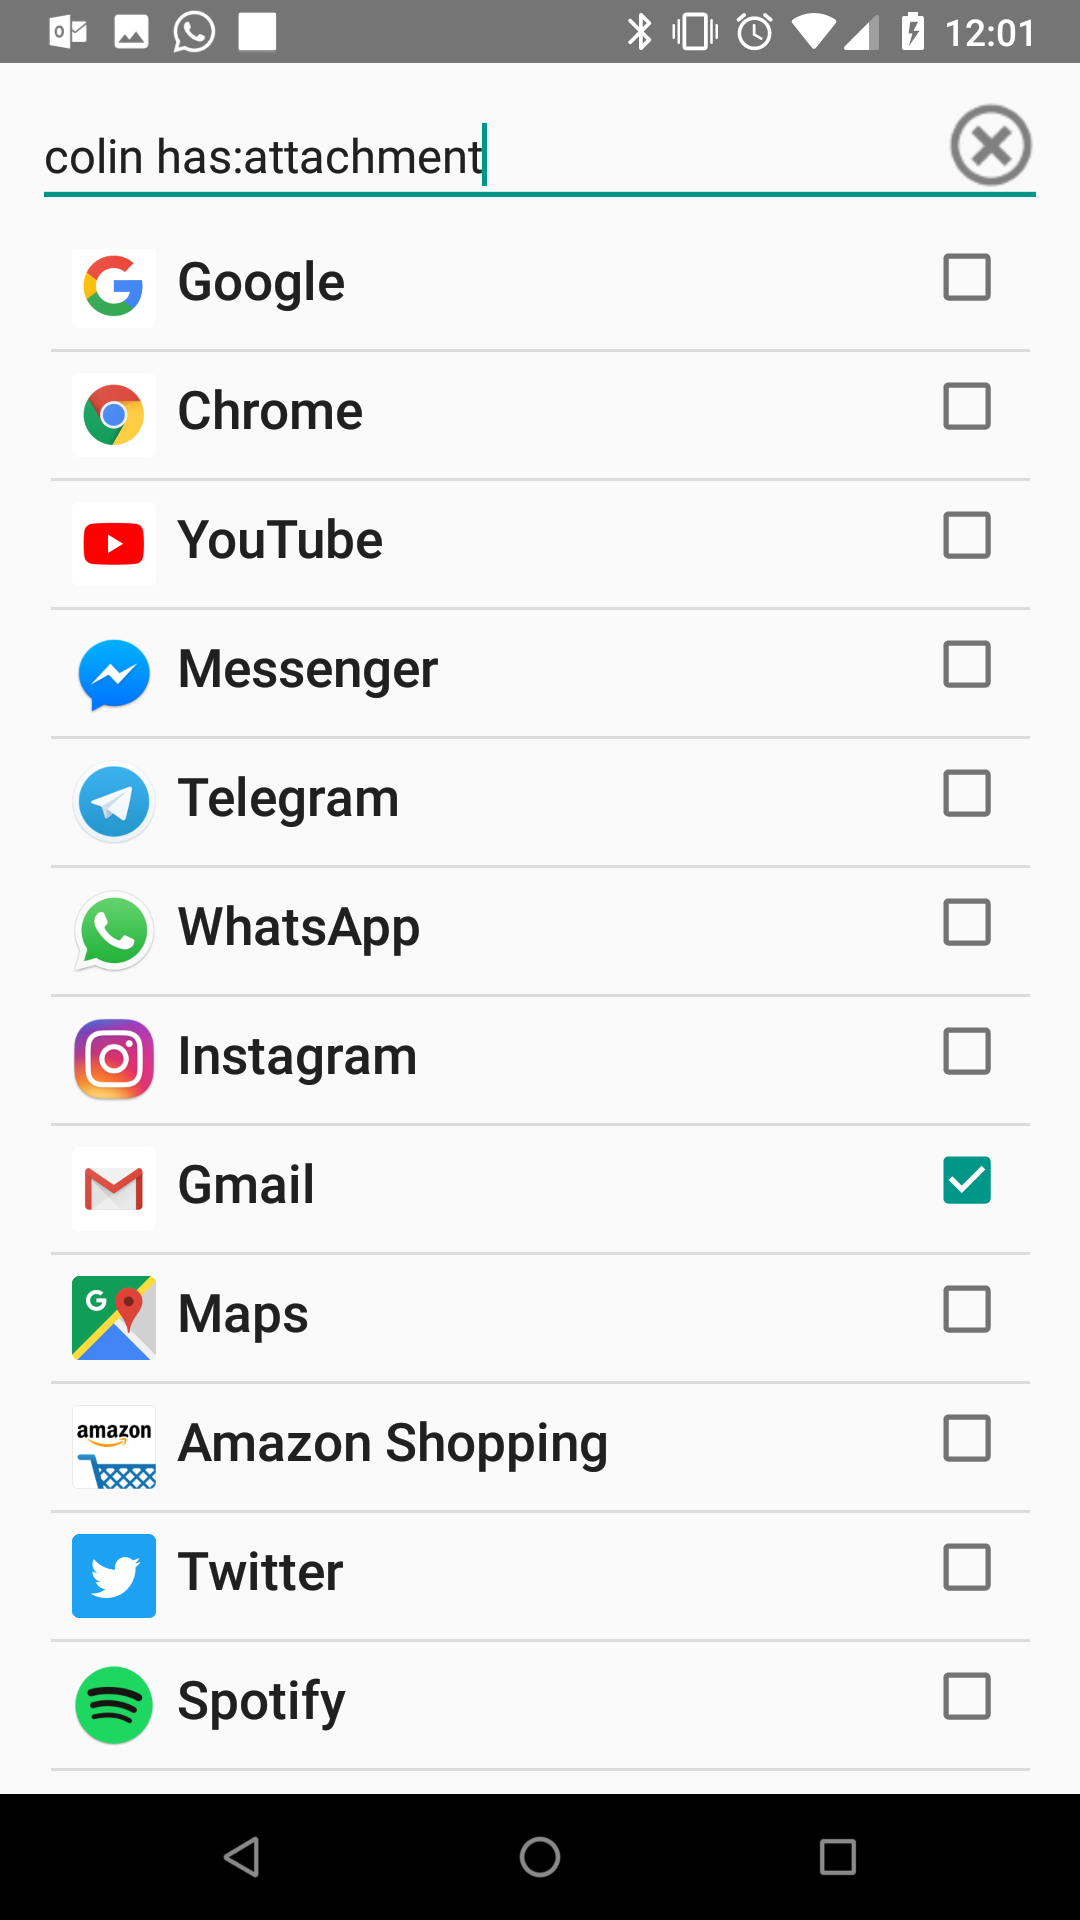 12:01
colin has:attachment
Google
Chrome
YouTube
Messenger
Telegram
WhatsApp
Instagram
Gmail
G
Maps
amazon
Amazon Shopping
Twitter
Spotify